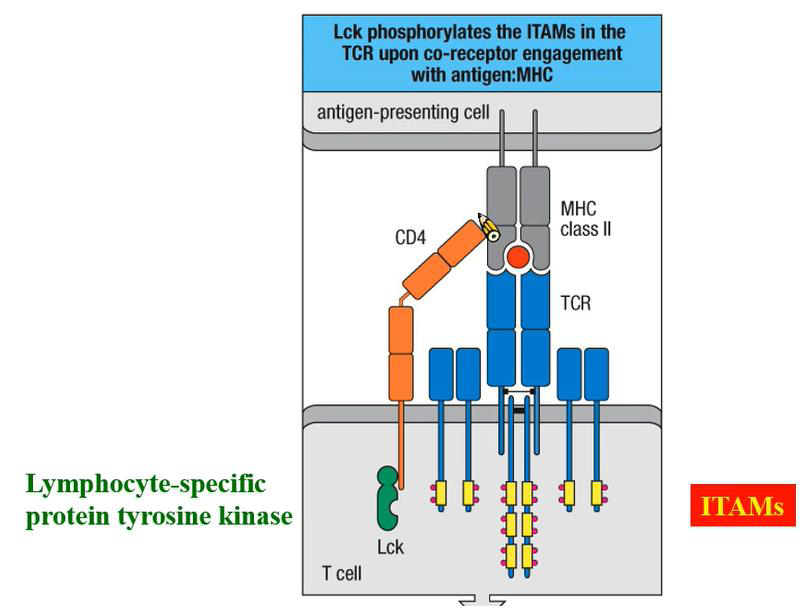 Lck phosphorylates the ITAMs in the
TCR upon co-receptor engagement
with antigen:MHC
antigen-presenting cell
MHC
class II
CD4
TCR
Lymphocyte-specific
protein tyrosine kinase
ITAMs
Lck
T cell